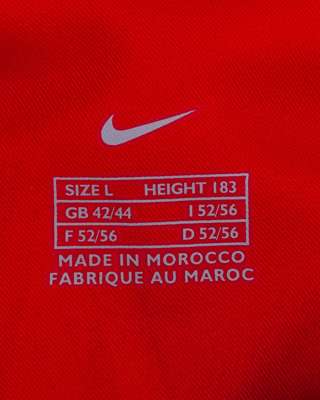 SIZE L HEIGHT 183
GB 42/44 I 52/56
F 52/56 D 52/56
MADE IN MOROCCO
FABRIQUE AU MAROC